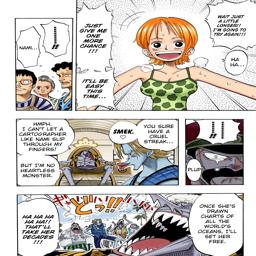 WAIT JUST
A LITTLE
LONGER!
I'M GOING TO
TRY AGAIN!!
JUST
GIVE ME
ONE MORE
CHANCE
!!!
HA
HA...
IT'LL BE
EASY THIS
TIME...
!!
NAMI...
!!
PLUP
YOU SURE
HAVE A
CRUEL
STREAK...
SMEK.
HMPH.
I CAN'T LET A
CARTOGRAPHER
LIKE NAMI SLIP
THROUGH MY
FINGERS!
BUT I'M NO
HEARTLESS
MONSTER.
ONCE SHE'S
DRAWN
CHARTS OF
ALL THE
WORLD'S
OCEANS, I'LL
SET HER
FREE.
HA HA HA
HA HA!!
THAT'LL
TAKE HER
DECADES
!!!